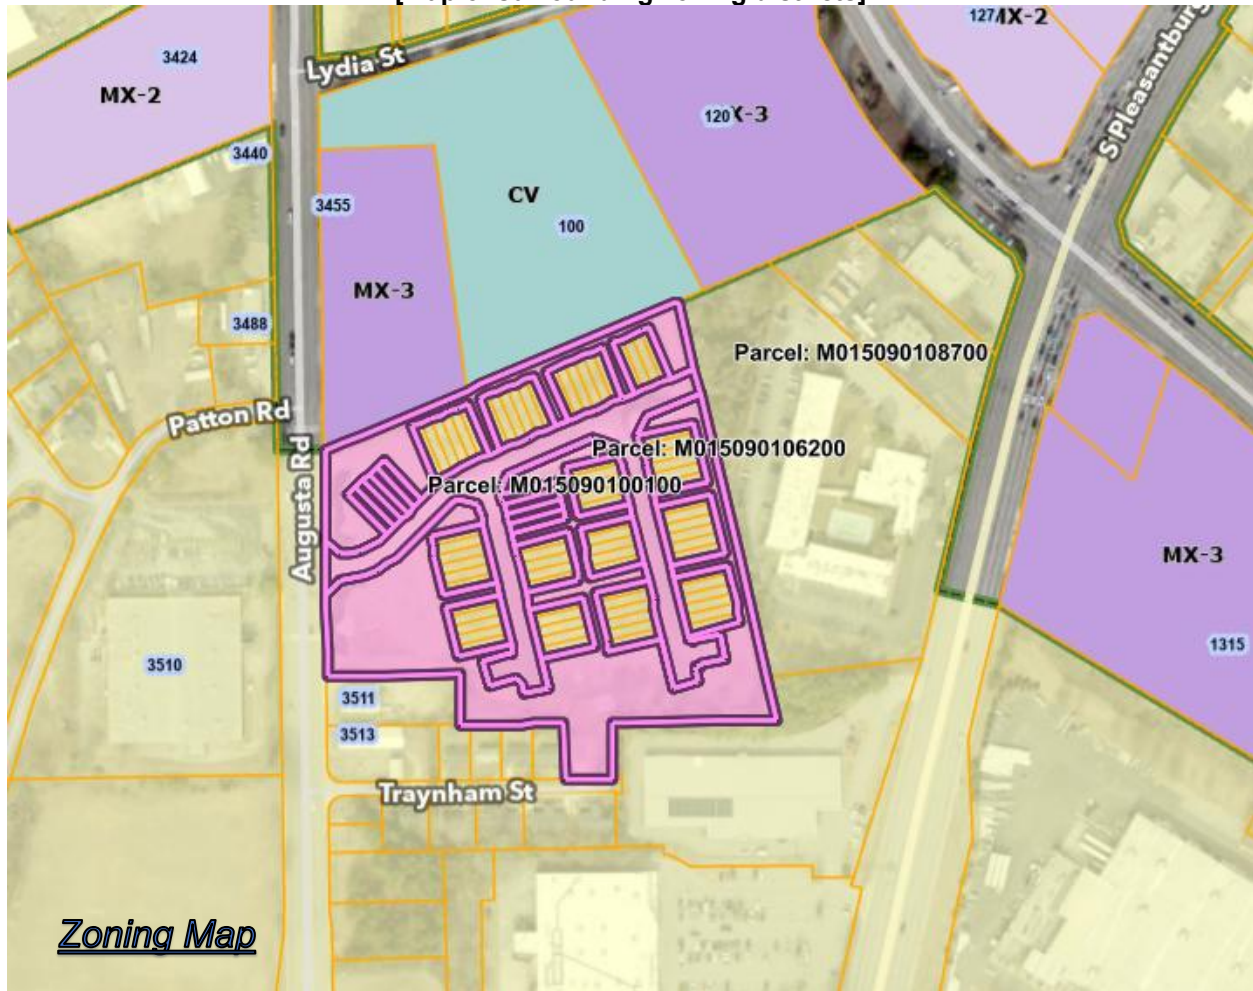 127 MX-2
3424
Lydia St
MX-2
S Pleasantburg
120 X-3
3440
CV
3455
100
MX-3
3488
Parcel: M015090108700
Patton Rd
Parcel: M015090106200
Augusta Rd
Parcel: M015090100100
MX-3
1315
3510
3511
3513
Traynham St
Zoning Map